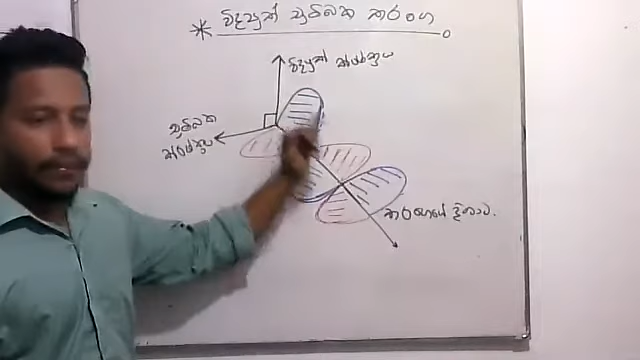 * විද්‍යුත් චුම්බක තරංග
විද්‍යුත් ක්ෂේත්‍රය
චුම්බක
ක්ෂේත්‍රය
තරංගයේ දිශාව.